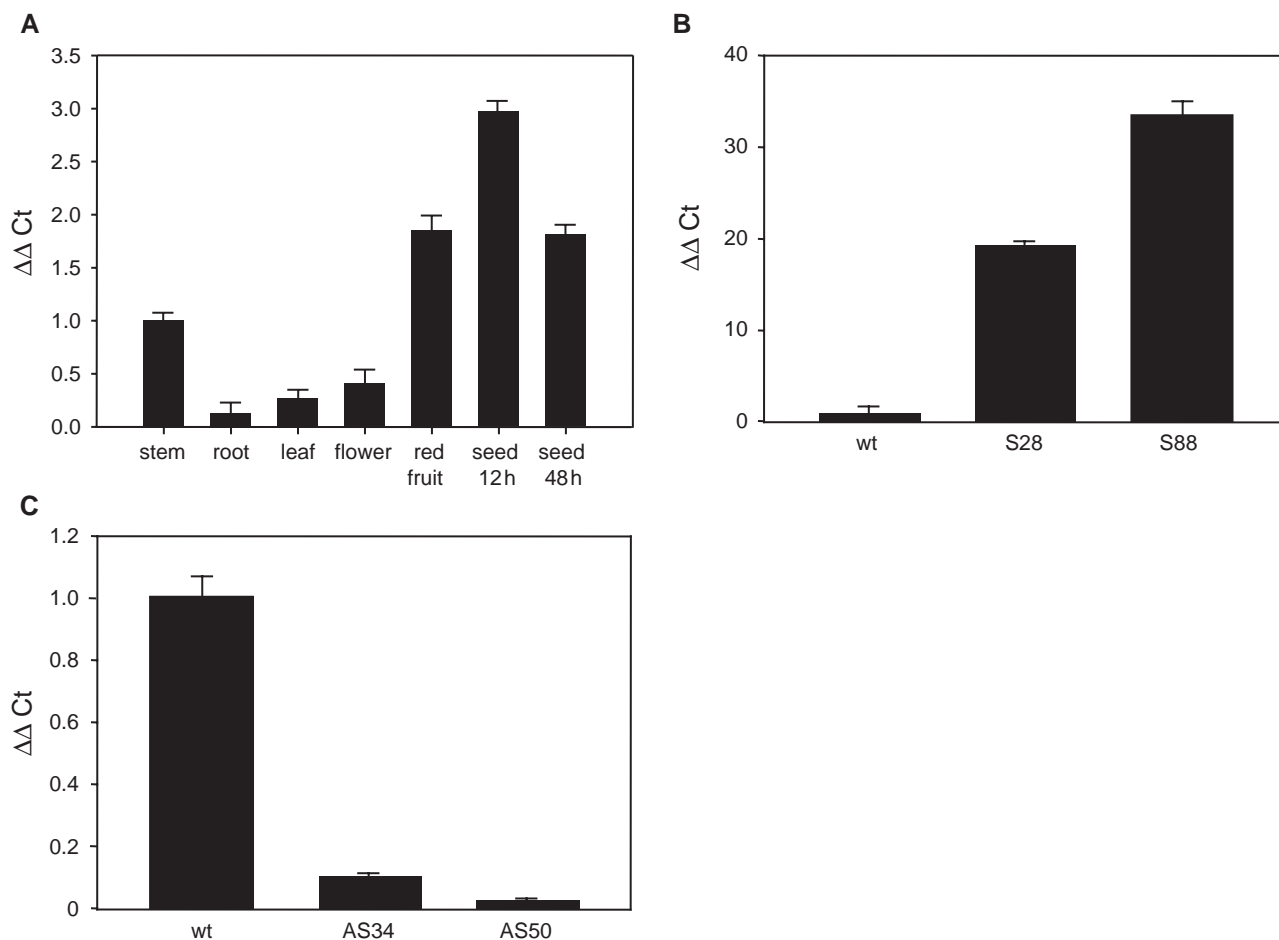 A
3.5
3.0
2.5
2.0
1.5
1.0
0.5
0.0
ΔΔ Ct
stem root leaf flower red fruit seed 12h seed 48h
B
40
30
20
10
0
ΔΔ Ct
wt S28 S88
C
1.2
1.0
0.8
0.6
0.4
0.2
0
ΔΔ Ct
wt AS34 AS50